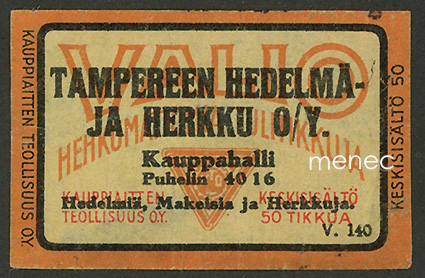 KAUPPIAITTEN TEOLLISUUS OY.
VALIO
TAMPEREEN HEDELMÄ-
JA HERKKU O/Y.
Kauppahalli
Puhelin 40 16
KAUPPIAITTEN
TEOLLISUUS O.Y.
KESKISISÄLTÖ
50 TIKKUA
Hedelmiä, Makeisia ja Herkkuja.
V. 140
KESKISISÄLTÖ 50
menec